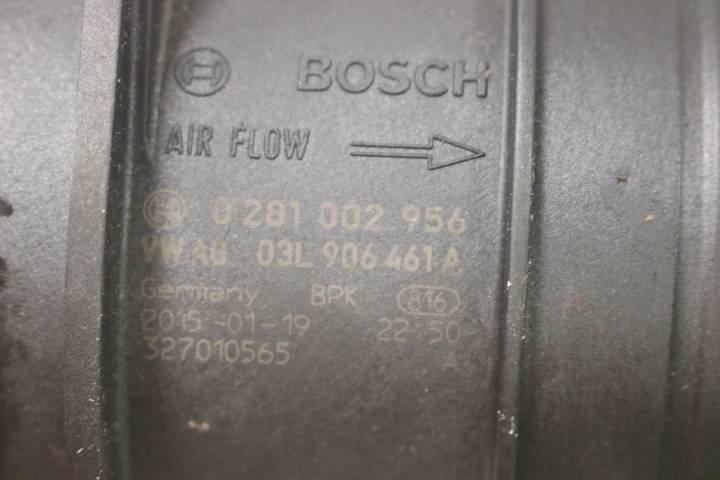 BOSCH
AIR FLOW
0 281 002 956
VW AG 03L 906 461 A
Germany BPK 816
2015-01-19 22:50
327010565 A